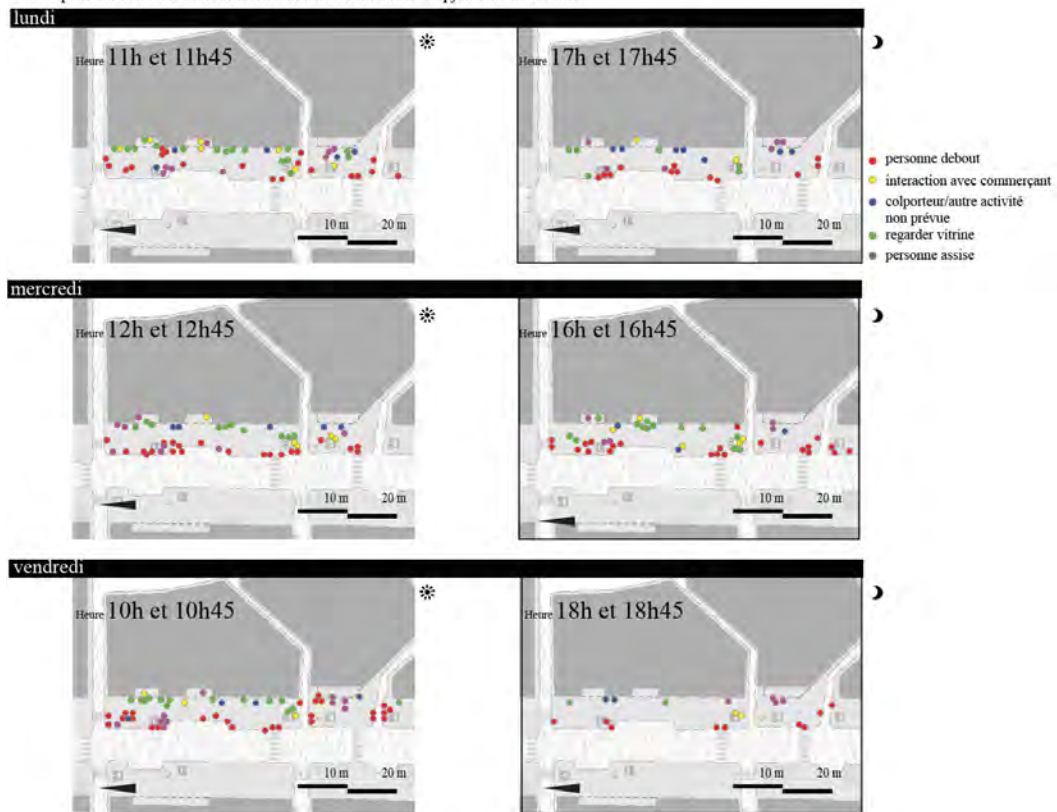 lundi
Heure 11h et 11h45
10 m 20 m
Heure 17h et 17h45
10 m 20 m
personne debout
interaction avec commerçant
colporteur/autre activité
non prévue
regarder vitrine
personne assise
mercredi
Heure 12h et 12h45
10 m 20 m
Heure 16h et 16h45
10 m 20 m
vendredi
Heure 10h et 10h45
10 m 20 m
Heure 18h et 18h45
10 m 20 m